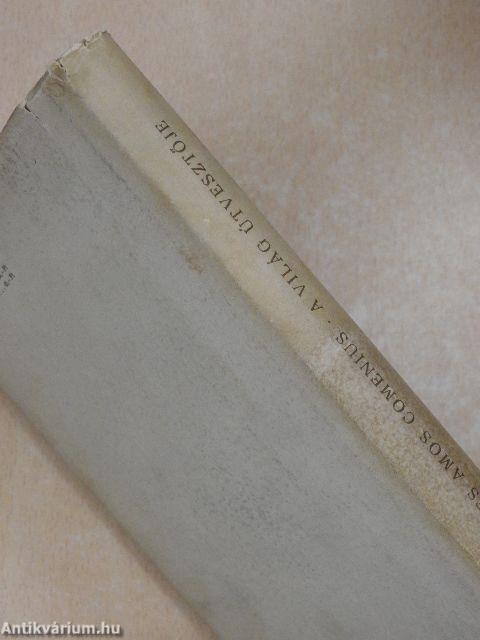 AMOS COMENIUS · A VILÁG ÚTVESZTŐJE
Antikvárium.hu